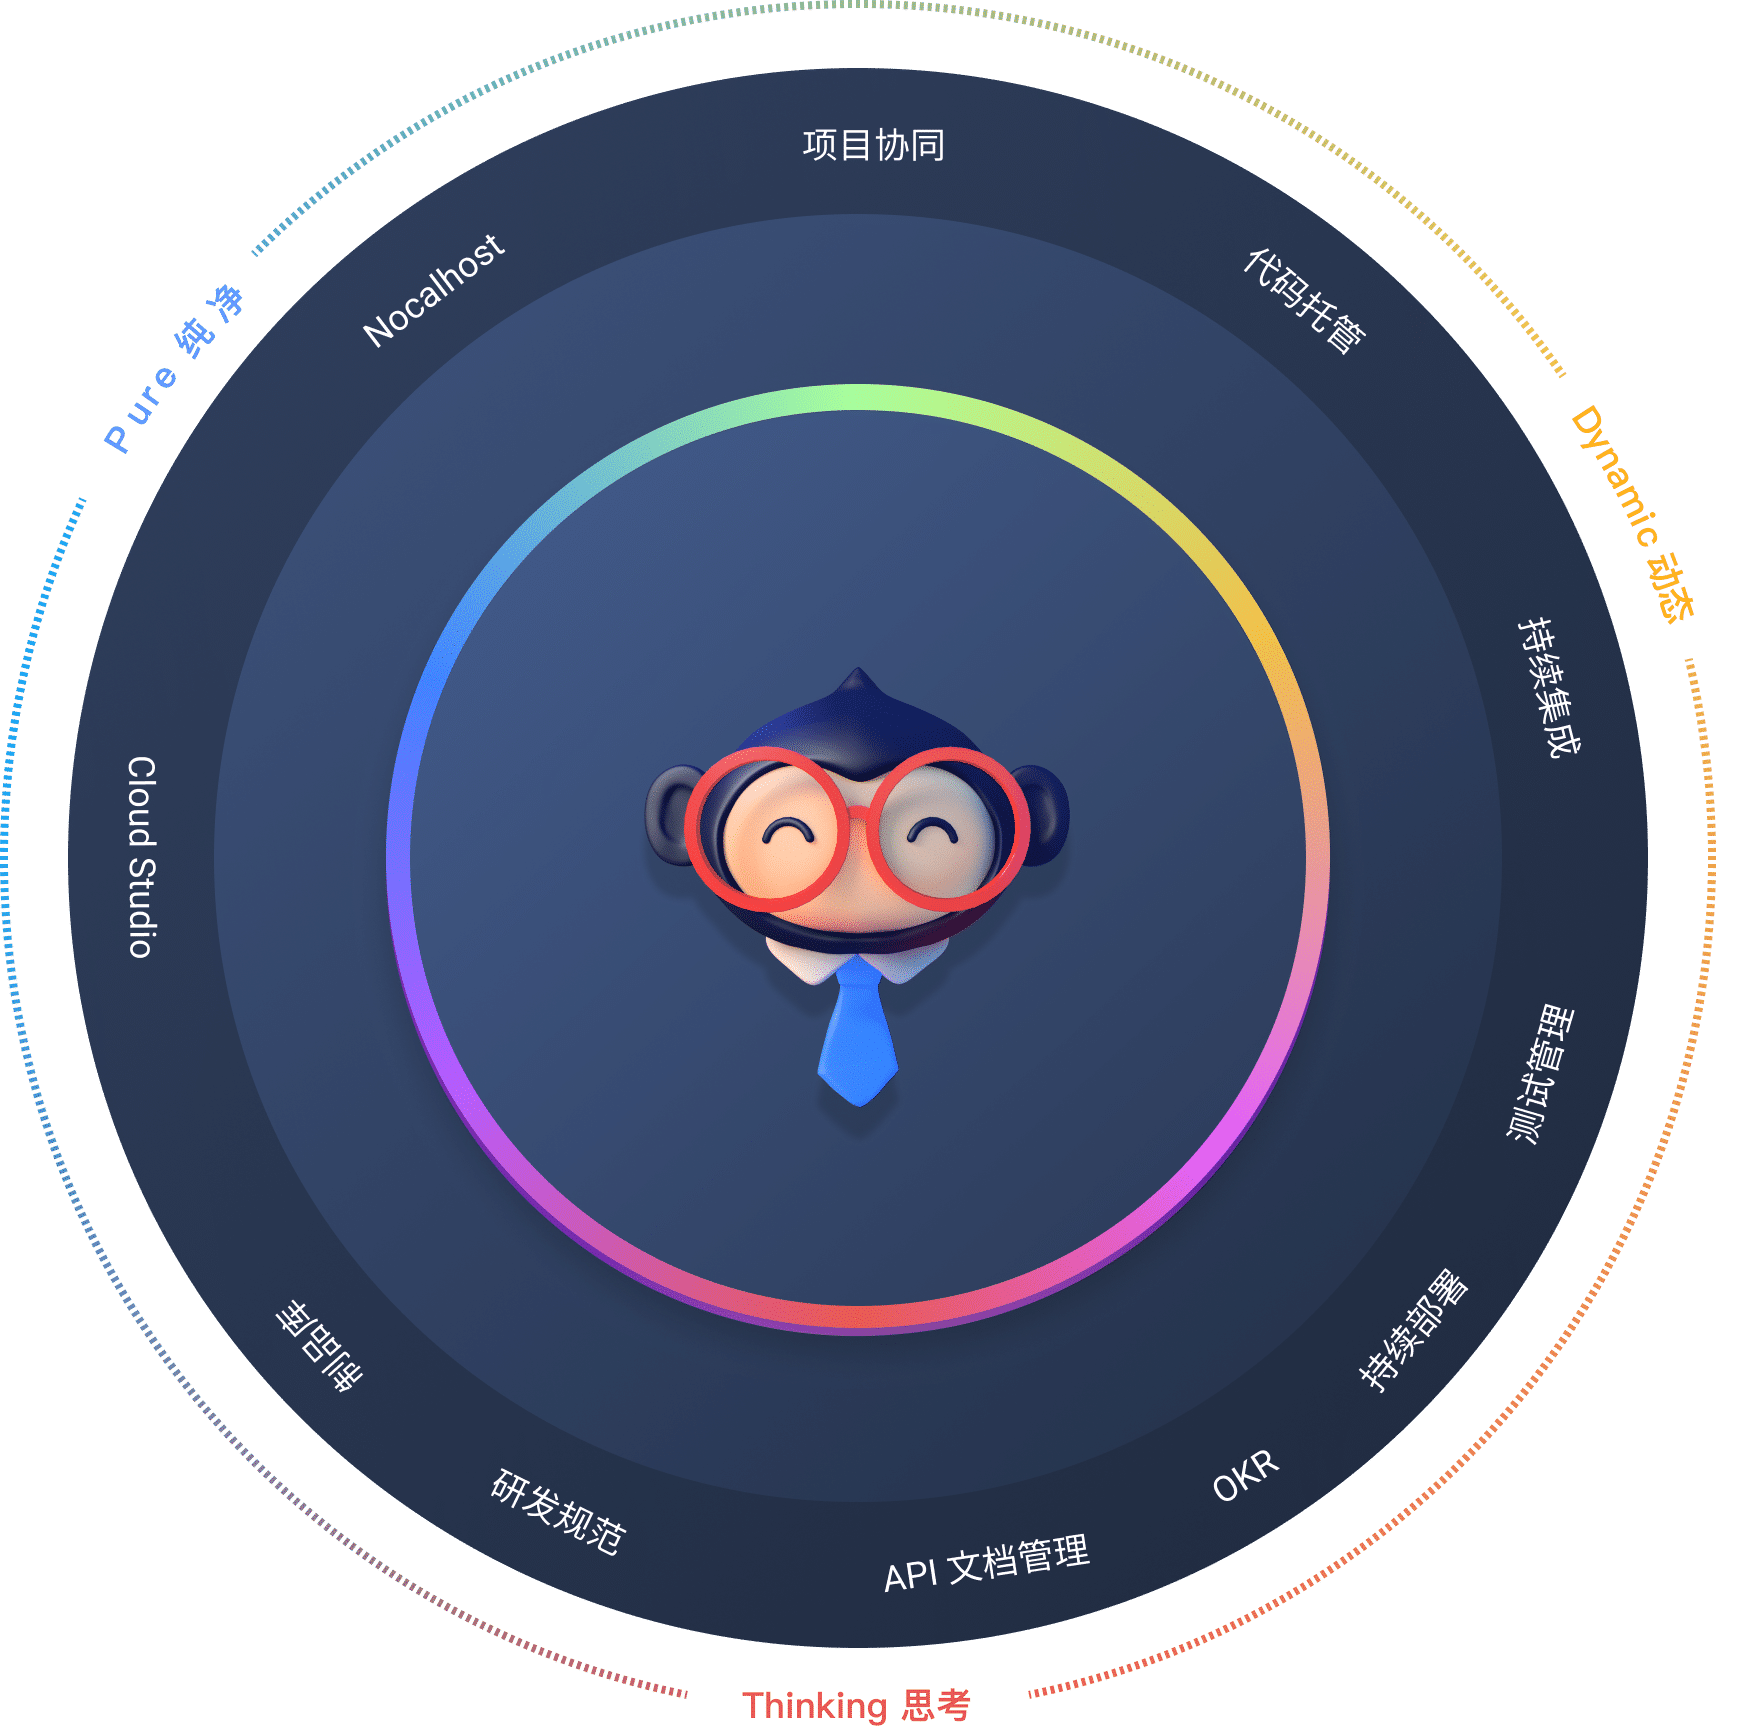 项目协同
代码托管
持续集成
测试管理
持续部署
OKR
API 文档管理
研发规范
制品库
Cloud Studio
Nocalhost
Pure 纯净
Dynamic 动态
Thinking 思考